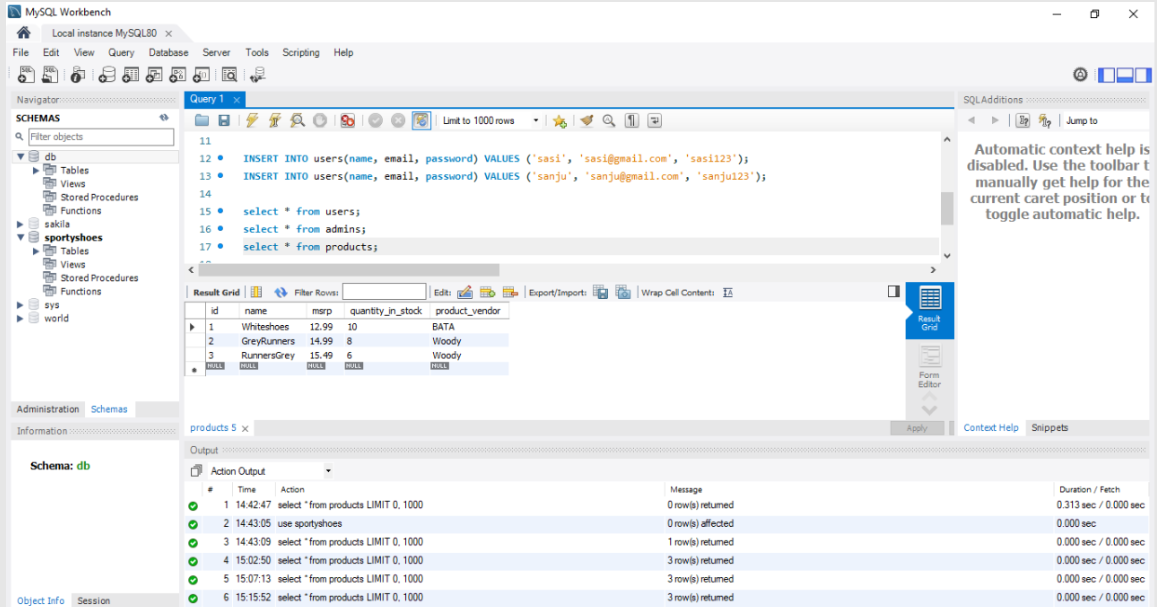 MySQL Workbench
Local instance MySQL80 ×
File Edit View Query Database Server Tools Scripting Help
Navigator
SCHEMAS
Filter objects
db
Tables
Views
Stored Procedures
Functions
sakila
sportyshoes
Tables
Views
Stored Procedures
Functions
sys
world
Administration Schemas
Information
Schema: db
Object Info Session
Query 1 ×
Limit to 1000 rows
11
12 INSERT INTO users(name, email, password) VALUES ('sasi', 'sasi@gmail.com', 'sasi123');
13 INSERT INTO users(name, email, password) VALUES ('sanju', 'sanju@gmail.com', 'sanju123');
14
15 select * from users;
16 select * from admins;
17 select * from products;
Result Grid Filter Rows: Edit: Export/Import: Wrap Cell Content: IA
id name msrp quantity_in_stock product_vendor
1 Whiteshoes 12.99 10 BATA
2 GreyRunners 14.99 8 Woody
3 RunnersGrey 15.49 6 Woody
NULL NULL NULL NULL NULL
Result
Grid
Form
Editor
products 5 ×
Apply
SQLAdditions
Jump to
Automatic context help is
disabled. Use the toolbar t
manually get help for the
current caret position or to
toggle automatic help.
Context Help Snippets
Output
Action Output
# Time Action Message Duration / Fetch
1 14:42:47 select * from products LIMIT 0, 1000 0 row(s) returned 0.313 sec / 0.000 sec
2 14:43:05 use sportyshoes 0 row(s) affected 0.000 sec
3 14:43:09 select * from products LIMIT 0, 1000 1 row(s) returned 0.000 sec / 0.000 sec
4 15:02:50 select * from products LIMIT 0, 1000 3 row(s) returned 0.000 sec / 0.000 sec
5 15:07:13 select * from products LIMIT 0, 1000 3 row(s) returned 0.000 sec / 0.000 sec
6 15:15:52 select * from products LIMIT 0, 1000 3 row(s) returned 0.000 sec / 0.000 sec